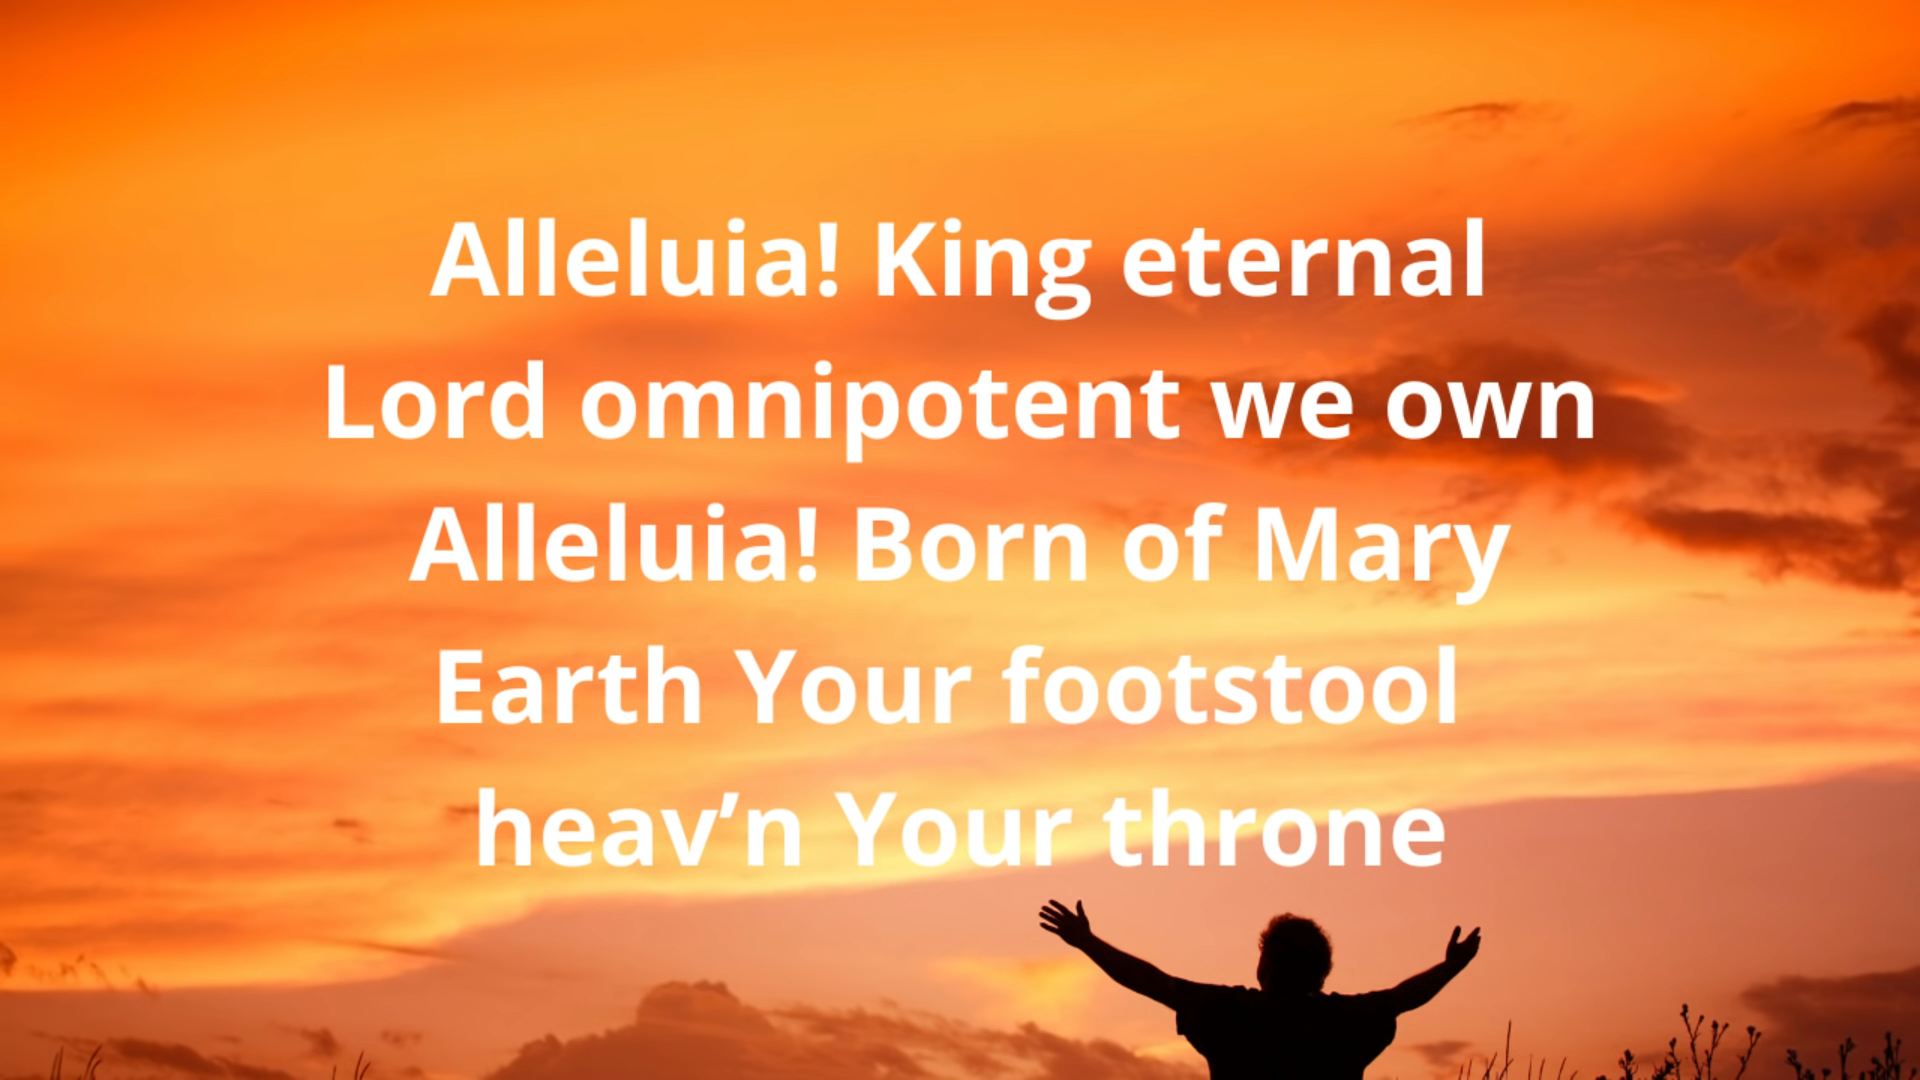 Alleluia! King eternal
Lord omnipotent we own
Alleluia! Born of Mary
Earth Your footstool
heav’n Your throne